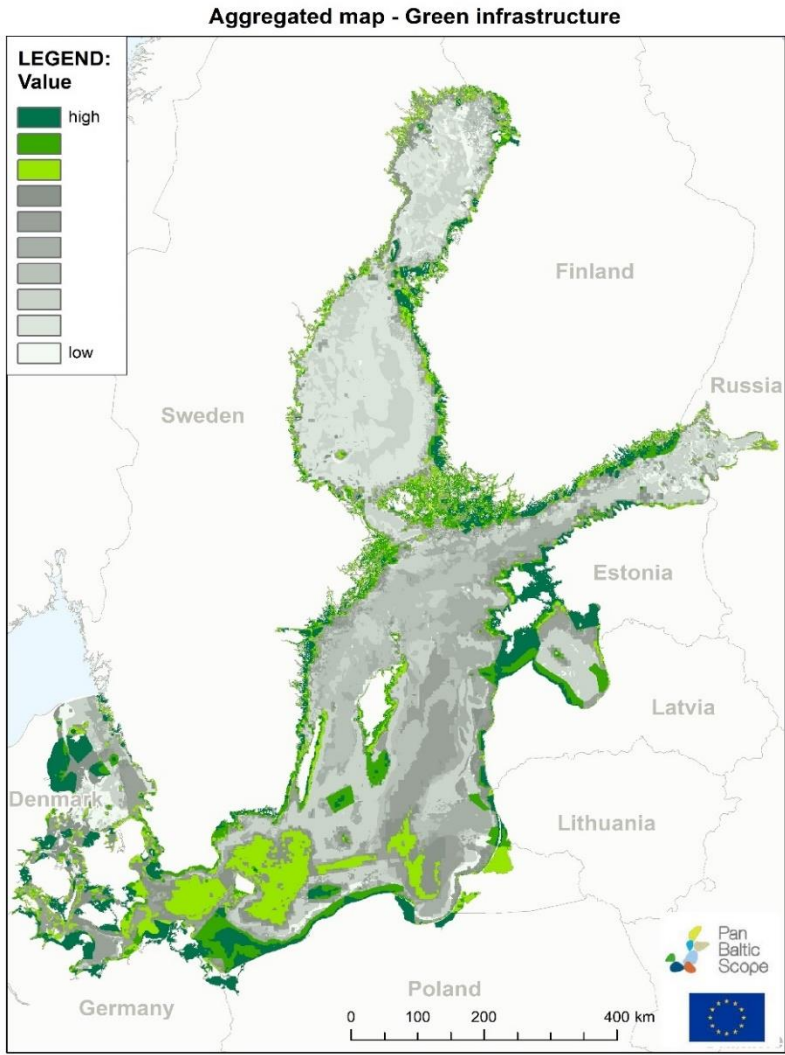 Aggregated map - Green infrastructure
LEGEND:
Value
high
low
Finland
Russia
Sweden
Estonia
Latvia
Denmark
Lithuania
Pan
Baltic
Scope
Germany
Poland
0 100 200 400 km